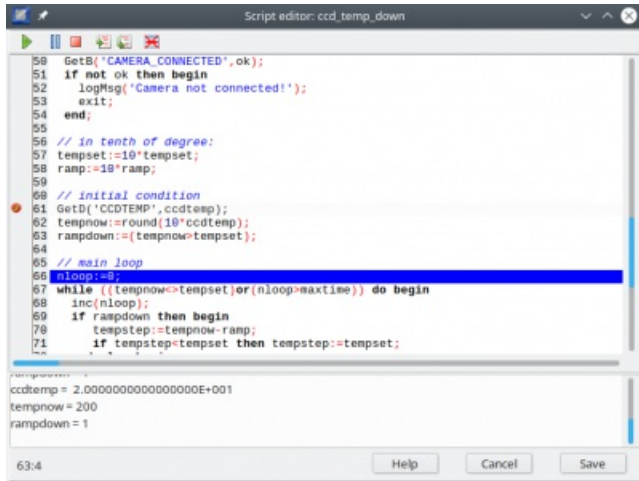 Script editor: ccd_temp_down
50 GetB('CAMERA_CONNECTED',ok);
51 if not ok then begin
52 logMsg('Camera not connected!');
53 exit;
54 end;
55
56 // in tenth of degree:
57 tempset:=10*tempset;
58 ramp:=10*ramp;
59
60 // initial condition
61 GetD('CCDTEMP',ccdtemp);
62 tempnow:=round(10*ccdtemp);
63 rampdown:=(tempnow>tempset);
64
65 // main loop
66 nloop:=0;
67 while ((tempnow<>tempset)or(nloop>maxtime)) do begin
68 inc(nloop);
69 if rampdown then begin
70 tempstep:=tempnow-ramp;
71 if tempstep<tempset then tempstep:=tempset;
ccdtemp = 2.0000000000000000E+001
tempnow = 200
rampdown = 1
63:4
Help
Cancel
Save